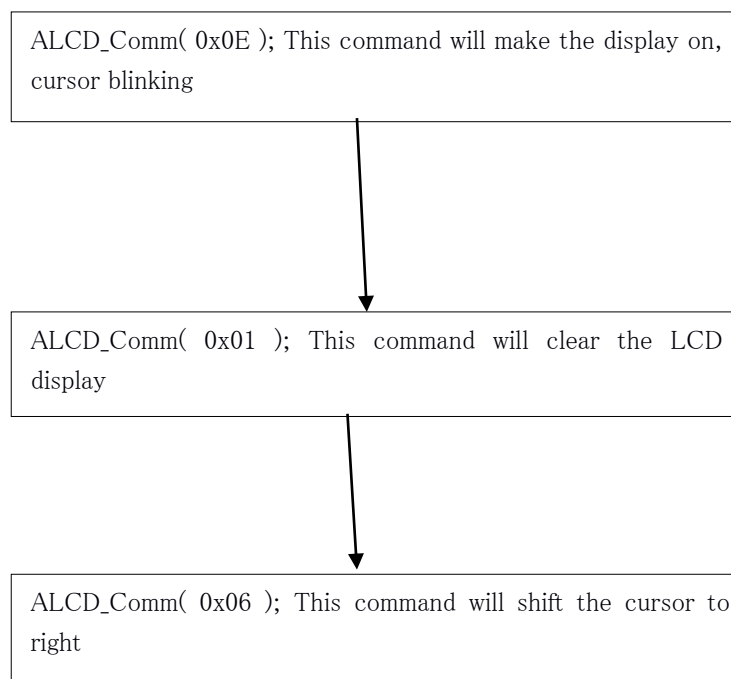 ALCD_Comm( 0x0E ); This command will make the display on,
cursor blinking
ALCD_Comm( 0x01 ); This command will clear the LCD
display
ALCD_Comm( 0x06 ); This command will shift the cursor to
right